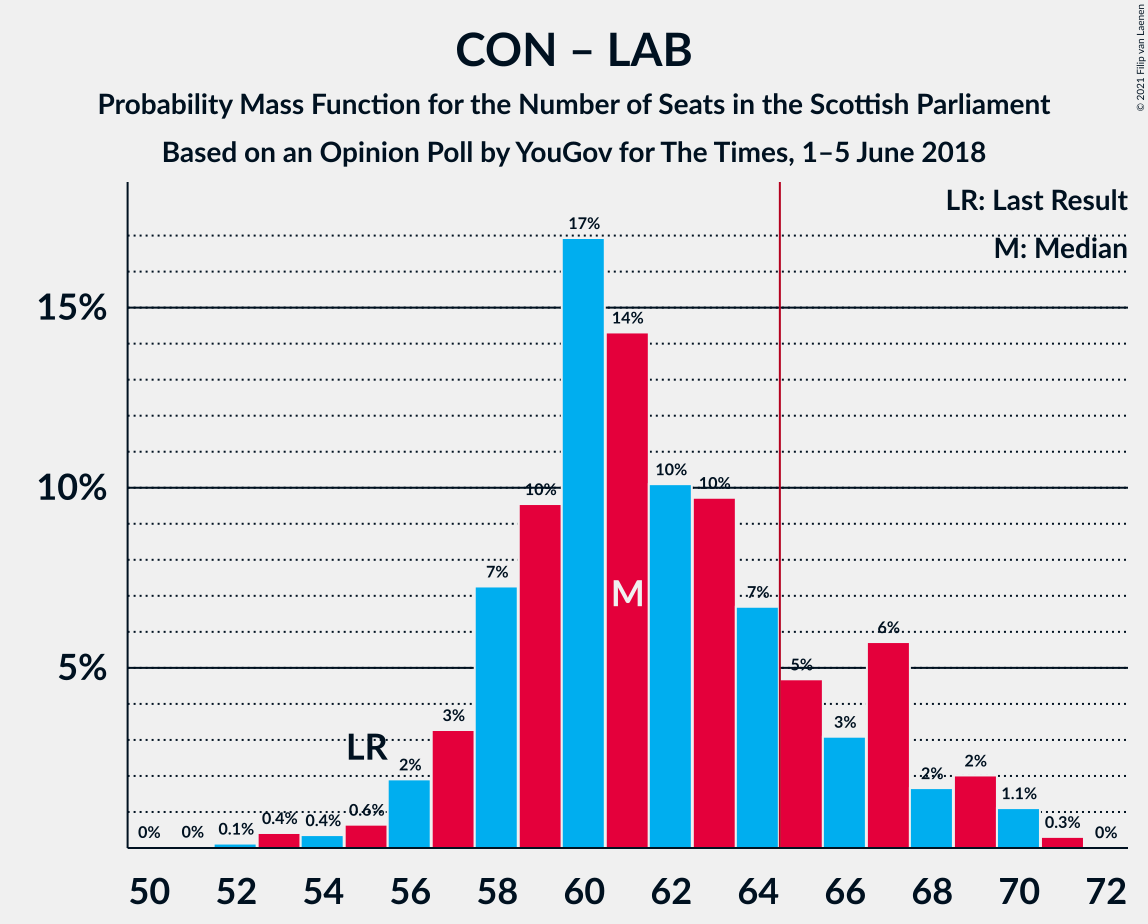 CON – LAB
Probability Mass Function for the Number of Seats in the Scottish Parliament
Based on an Opinion Poll by YouGov for The Times, 1–5 June 2018
© 2021 Filip van Laenen
LR: Last Result
M: Median
15%
10%
5%
0%
0%
0.1%
0.4%
0.4%
0.6%
2%
3%
7%
10%
17%
14%
10%
10%
7%
5%
3%
6%
2%
2%
1.1%
0.3%
0%
LR
M
50 52 54 56 58 60 62 64 66 68 70 72